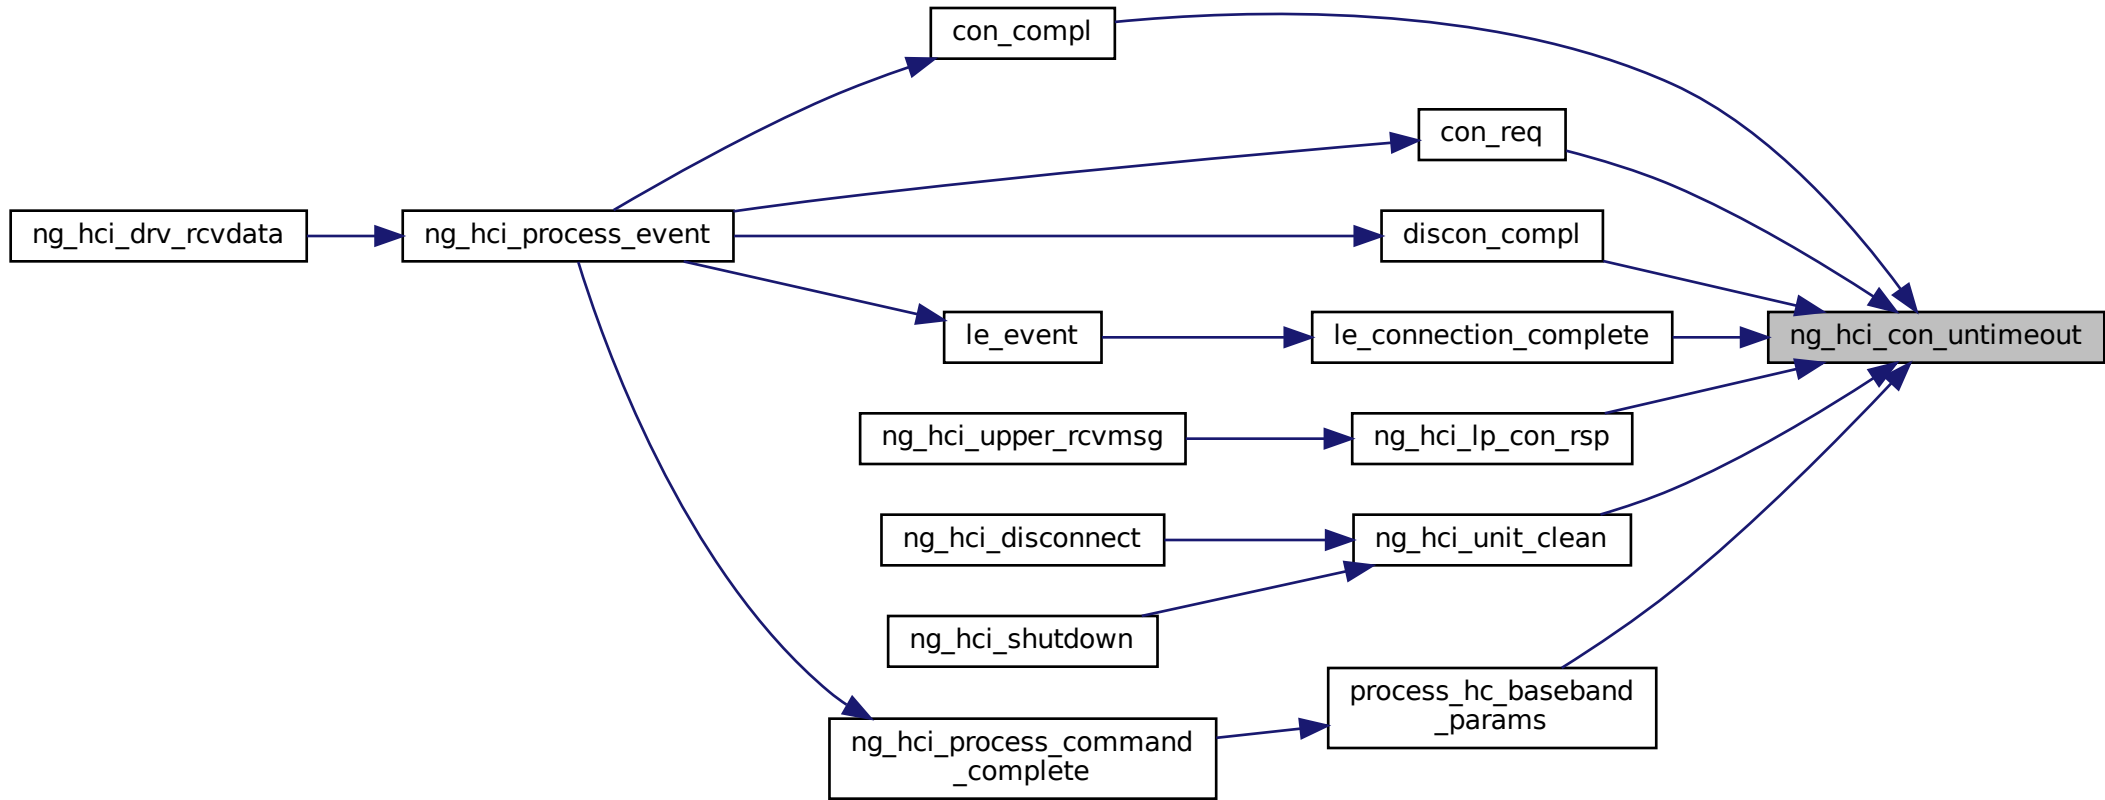 con_compl
con_req
ng_hci_drv_rcvdata
ng_hci_process_event
discon_compl
le_event
le_connection_complete
ng_hci_con_untimeout
ng_hci_upper_rcvmsg
ng_hci_lp_con_rsp
ng_hci_disconnect
ng_hci_unit_clean
ng_hci_shutdown
process_hc_baseband
_params
ng_hci_process_command
_complete